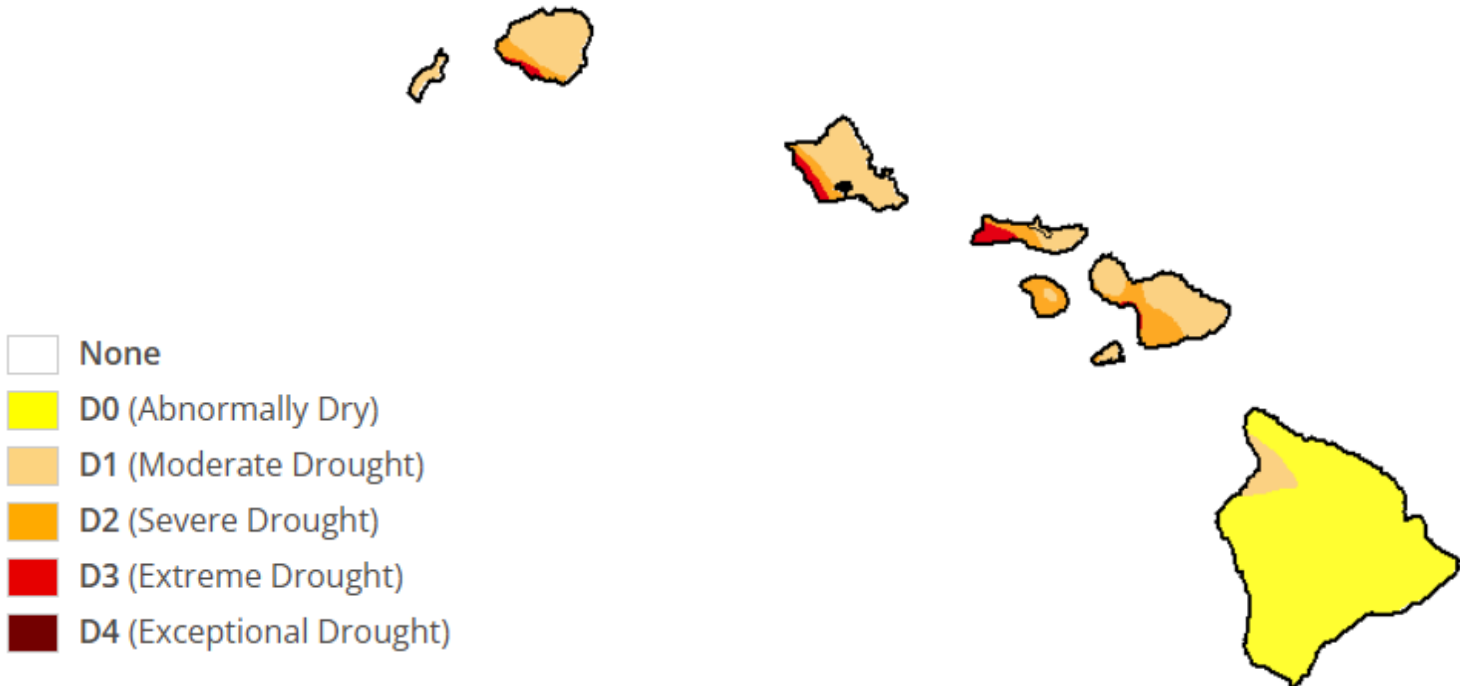 None
D0 (Abnormally Dry)
D1 (Moderate Drought)
D2 (Severe Drought)
D3 (Extreme Drought)
D4 (Exceptional Drought)